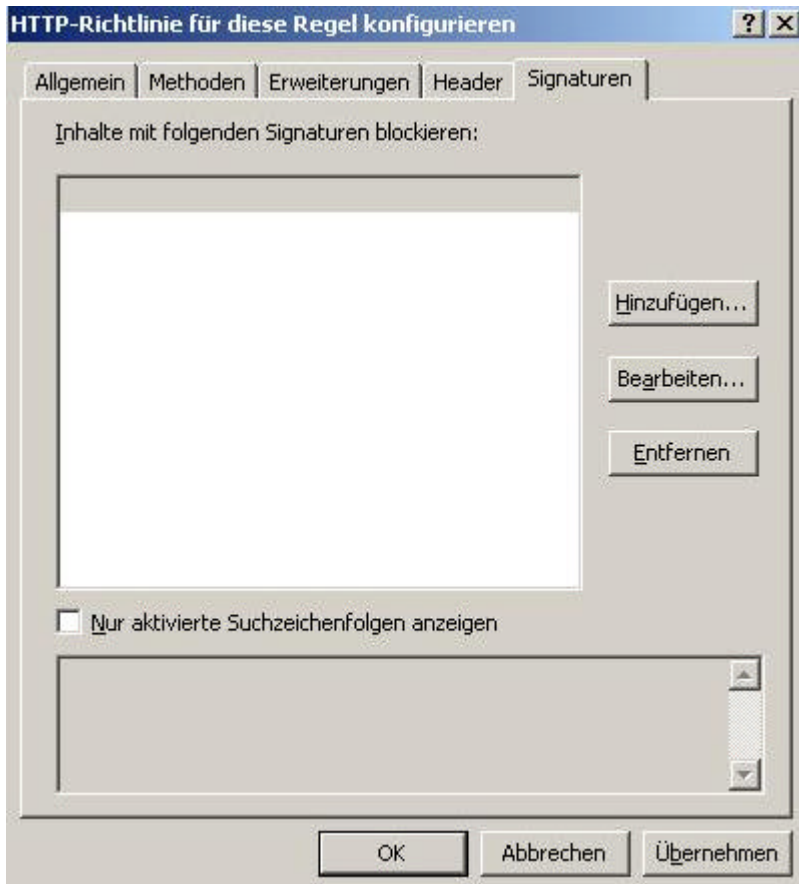 HTTP-Richtlinie für diese Regel konfigurieren
Allgemein Methoden Erweiterungen Header Signaturen
Inhalte mit folgenden Signaturen blockieren:
Hinzufügen...
Bearbeiten...
Entfernen
Nur aktivierte Suchzeichenfolgen anzeigen
OK Abbrechen Übernehmen